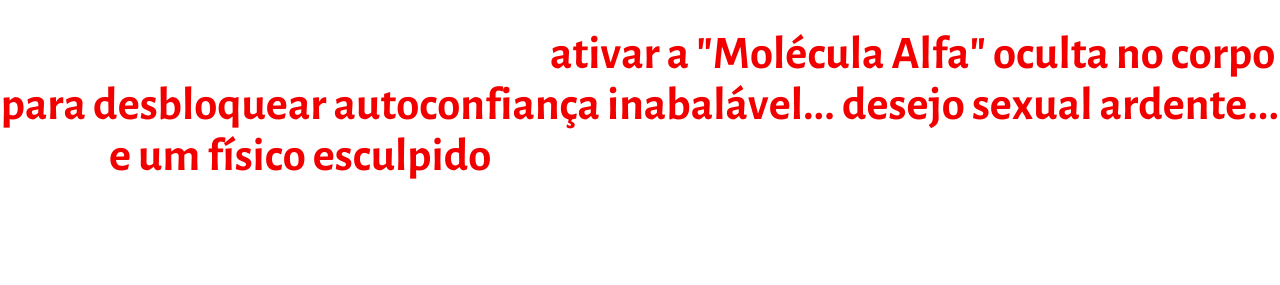 ativar a "Molécula Alfa" oculta no corpo
para desbloquear autoconfiança inabalável... desejo sexual ardente...
e um físico esculpido